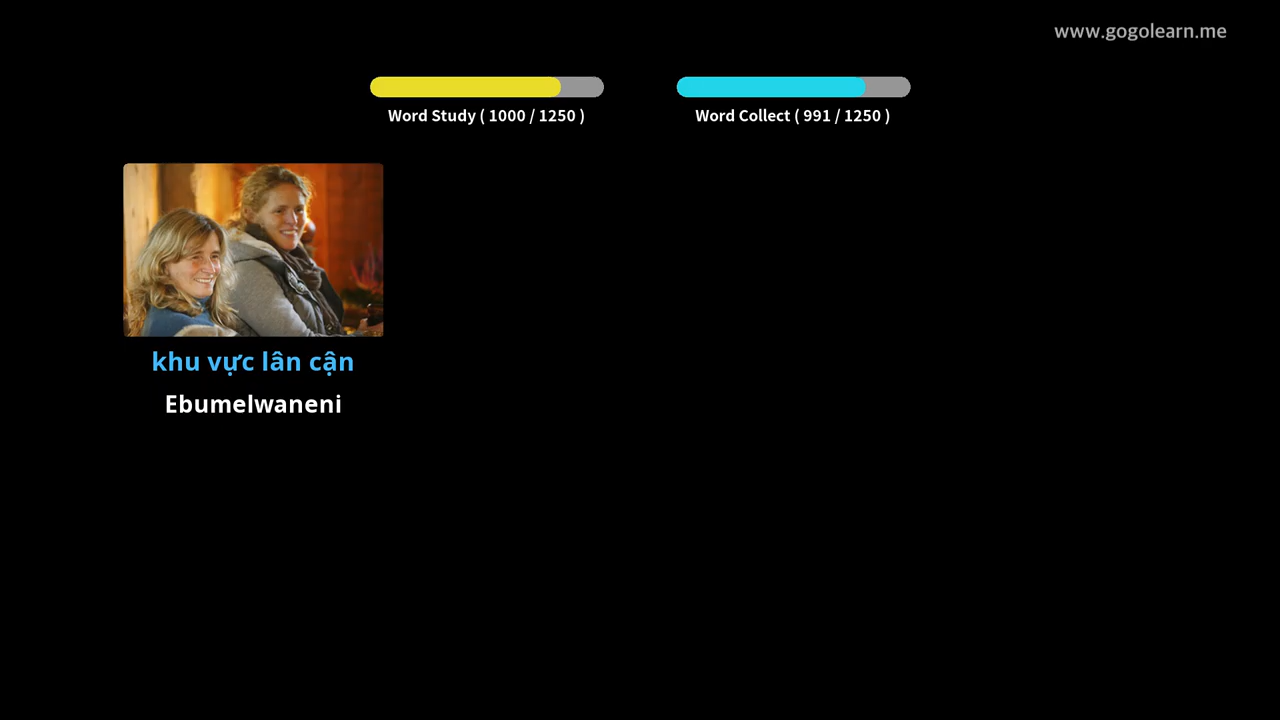 www.gogolearn.me
Word Study ( 1000 / 1250 )
Word Collect ( 991 / 1250 )
khu vực lân cận
Ebumelwaneni